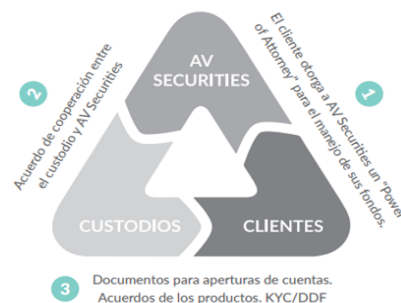 AV
SECURITIES
1
El cliente otorga a AV Securities un "Power
of Attorney" para el manejo de sus fondos.
2
Acuerdo de cooperación entre
el custodio y AV Securities
CUSTODIOS
CLIENTES
3
Documentos para aperturas de cuentas.
Acuerdos de los productos. KYC/DDF